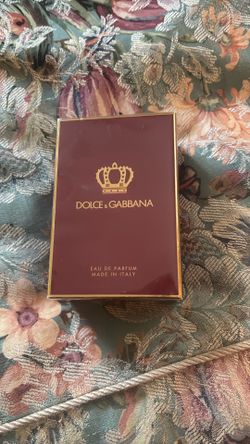 DOLCE & GABBANA
EAU DE PARFUM
MADE IN ITALY